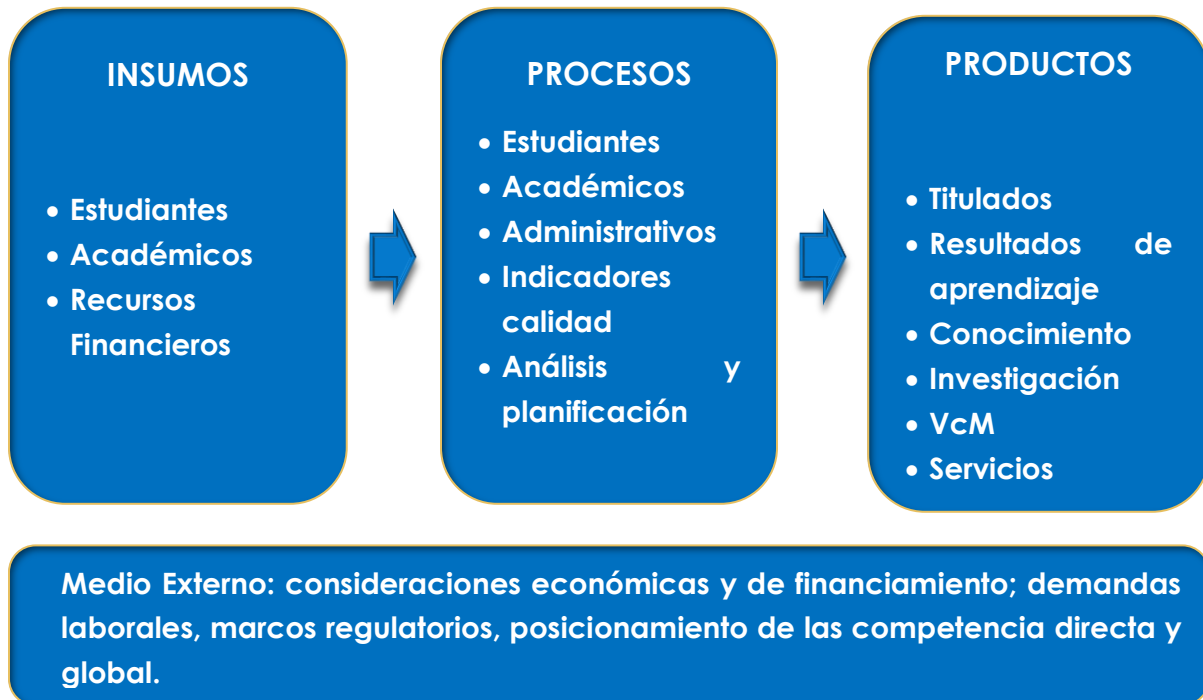 INSUMOS
• Estudiantes
• Académicos
• Recursos
Financieros
PROCESOS
• Estudiantes
• Académicos
• Administrativos
• Indicadores
calidad
• Análisis y
planificación
PRODUCTOS
• Titulados
• Resultados de
aprendizaje
• Conocimiento
• Investigación
• VcM
• Servicios
Medio Externo: consideraciones económicas y de financiamiento; demandas
laborales, marcos regulatorios, posicionamiento de las competencia directa y
global.